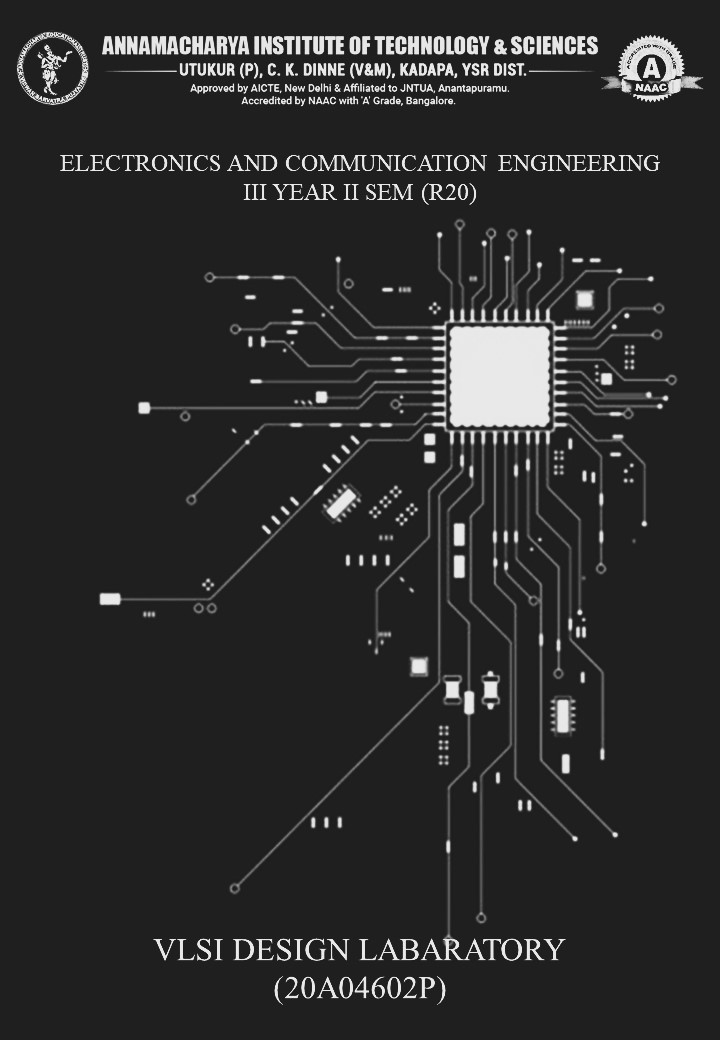 ANNAMACHARYA INSTITUTE OF TECHNOLOGY & SCIENCES
UTUKUR (P), C. K. DINNE (V&M), KADAPA, YSR DIST.
Approved by AICTE, New Delhi & Affiliated to JNTUA, Anantapuramu.
Accredited by NAAC with 'A' Grade, Bangalore.
A
NAAC
ELECTRONICS AND COMMUNICATION ENGINEERING
III YEAR II SEM (R20)
VLSI DESIGN LABARATORY
(20A04602P)